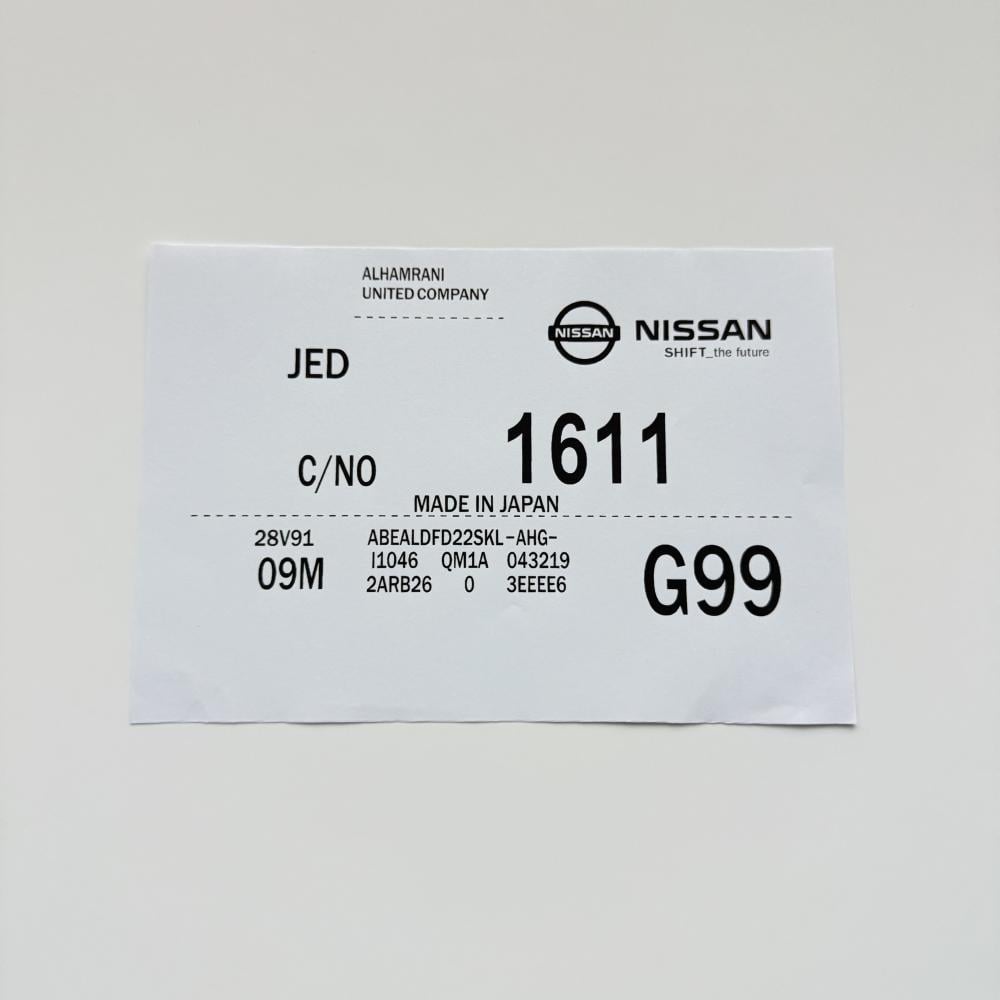 ALHAMRANI
UNITED COMPANY
NISSAN
NISSAN
SHIFT_the future
JED
C/NO
1611
MADE IN JAPAN
28V91
ABEALDFD22SKL-AHG-
09M
I1046 QM1A 043219
2ARB26 0 3EEEE6
G99